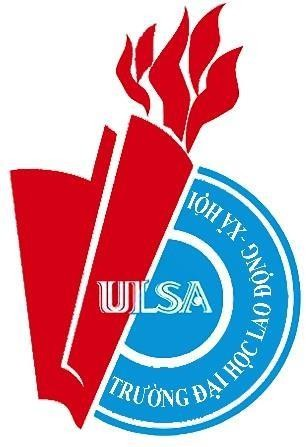 ULSA
TRƯỜNG ĐẠI HỌC LAO ĐỘNG - XÃ HỘI